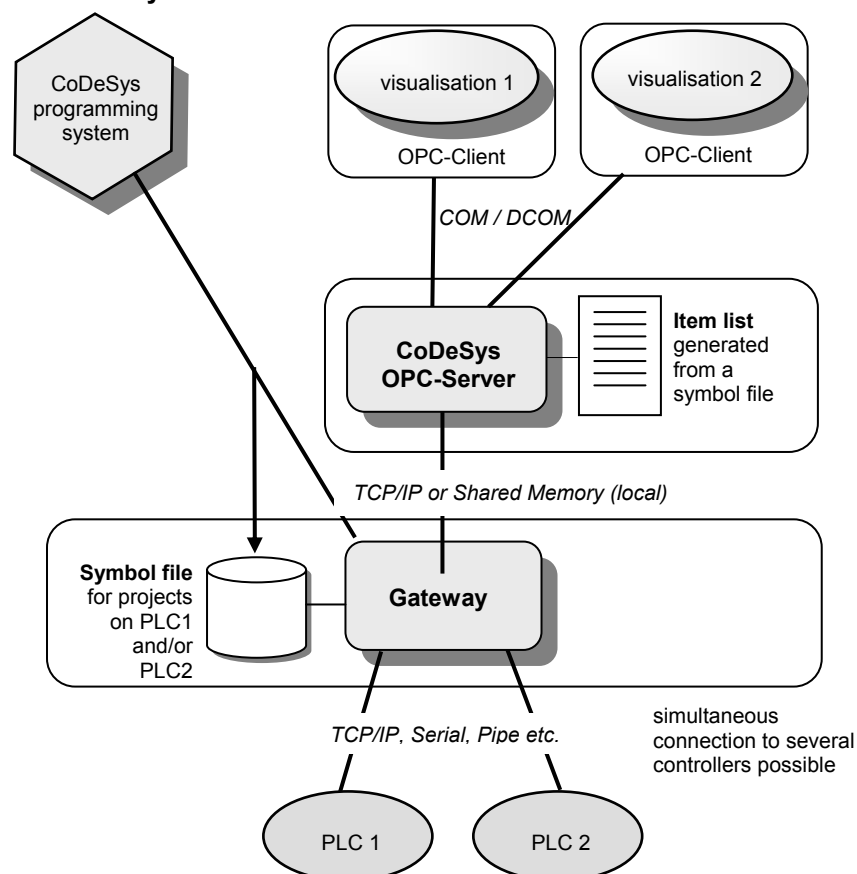 CoDeSys
programming
system
visualisation 1
OPC-Client
visualisation 2
OPC-Client
COM / DCOM
CoDeSys
OPC-Server
Item list
generated
from a
symbol file
TCP/IP or Shared Memory (local)
Symbol file
for projects
on PLC1
and/or
PLC2
Gateway
TCP/IP, Serial, Pipe etc.
simultaneous
connection to several
controllers possible
PLC 1
PLC 2